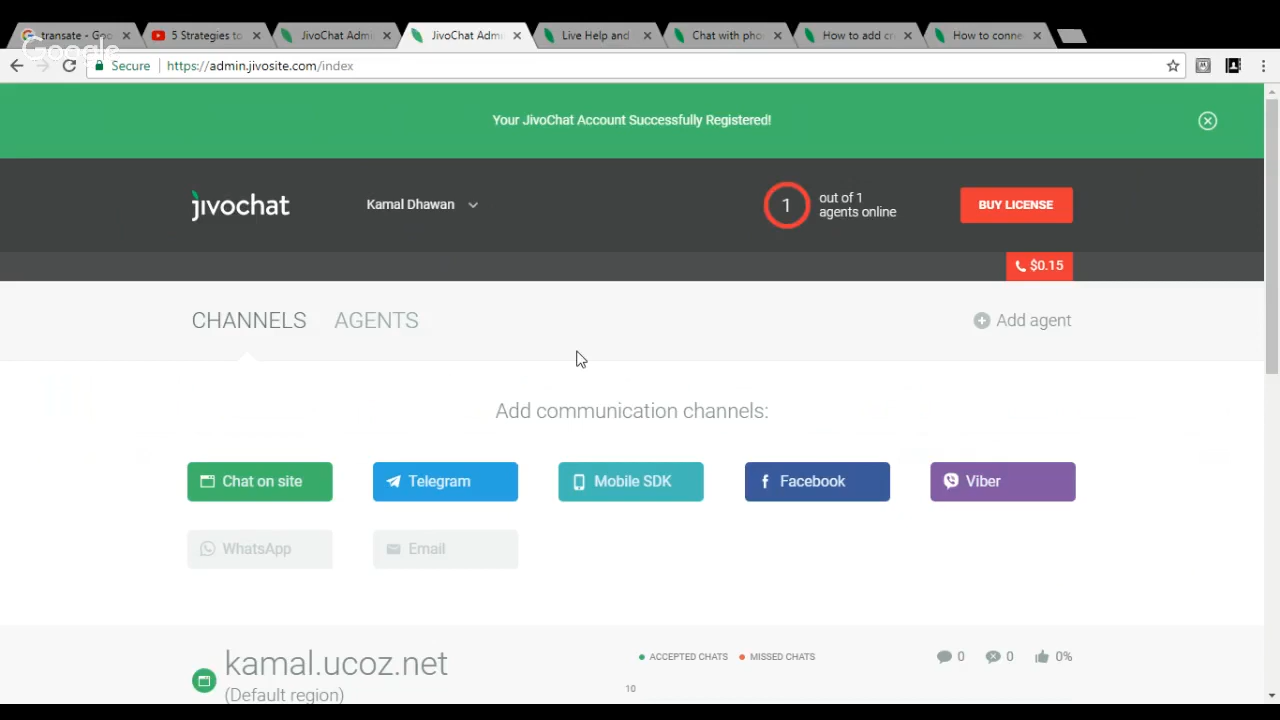 transate - Goo
5 Strategies to
JivoChat Admi
JivoChat Admi
Live Help and
Chat with pho
How to add c
How to conne
Google
Secure
https://admin.jivosite.com/index
Your JivoChat Account Successfully Registered!
jivochat
Kamal Dhawan
1
out of 1
agents online
BUY LICENSE
$0.15
CHANNELS
AGENTS
Add agent
Add communication channels:
Chat on site
Telegram
Mobile SDK
Facebook
Viber
WhatsApp
Email
kamal.ucoz.net
(Default region)
ACCEPTED CHATS
MISSED CHATS
0
0
0%
10